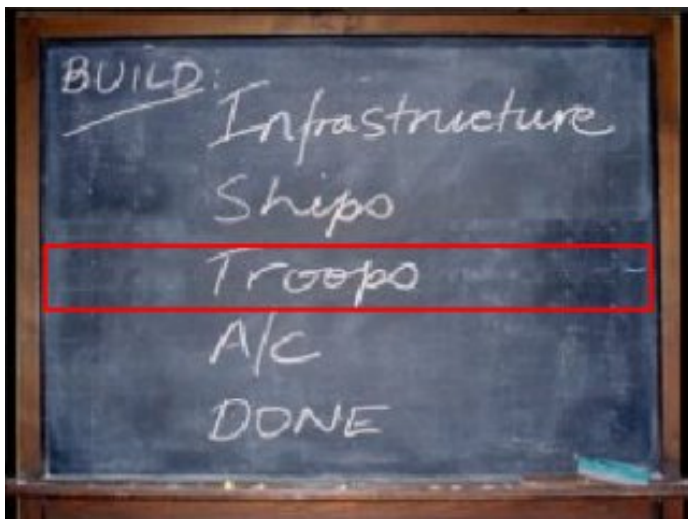 BUILD:
Infrastructure
Ships
Troops
A/C
DONE